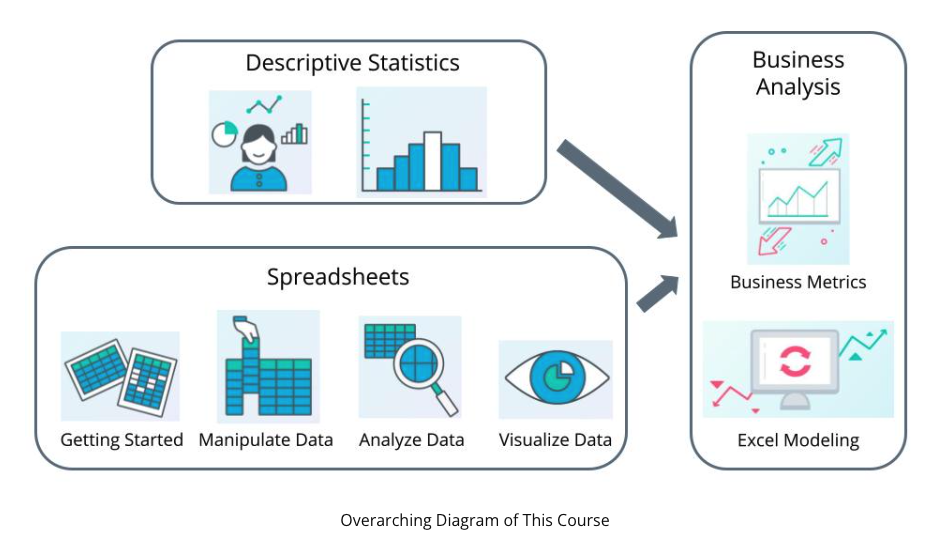 Descriptive Statistics
Spreadsheets
Getting Started
Manipulate Data
Analyze Data
Visualize Data
Business
Analysis
Business Metrics
Excel Modeling
Overarching Diagram of This Course